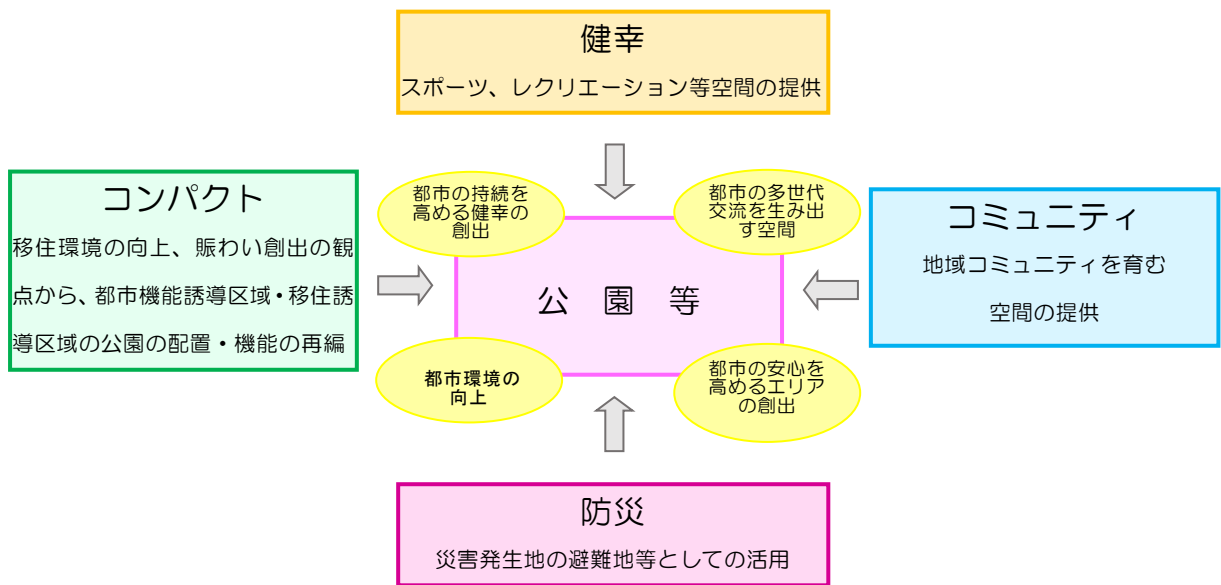 健幸
スポーツ、レクリエーション等空間の提供
コンパクト
移住環境の向上、賑わい創出の観
点から、都市機能誘導区域・移住誘
導区域の公園の配置・機能の再編
都市の持続を
高める健幸の
創出
都市の多世代
交流を生み出
す空間
公園等
都市環境の
向上
都市の安心を
高めるエリア
の創出
コミュニティ
地域コミュニティを育む
空間の提供
防災
災害発生地の避難地等としての活用